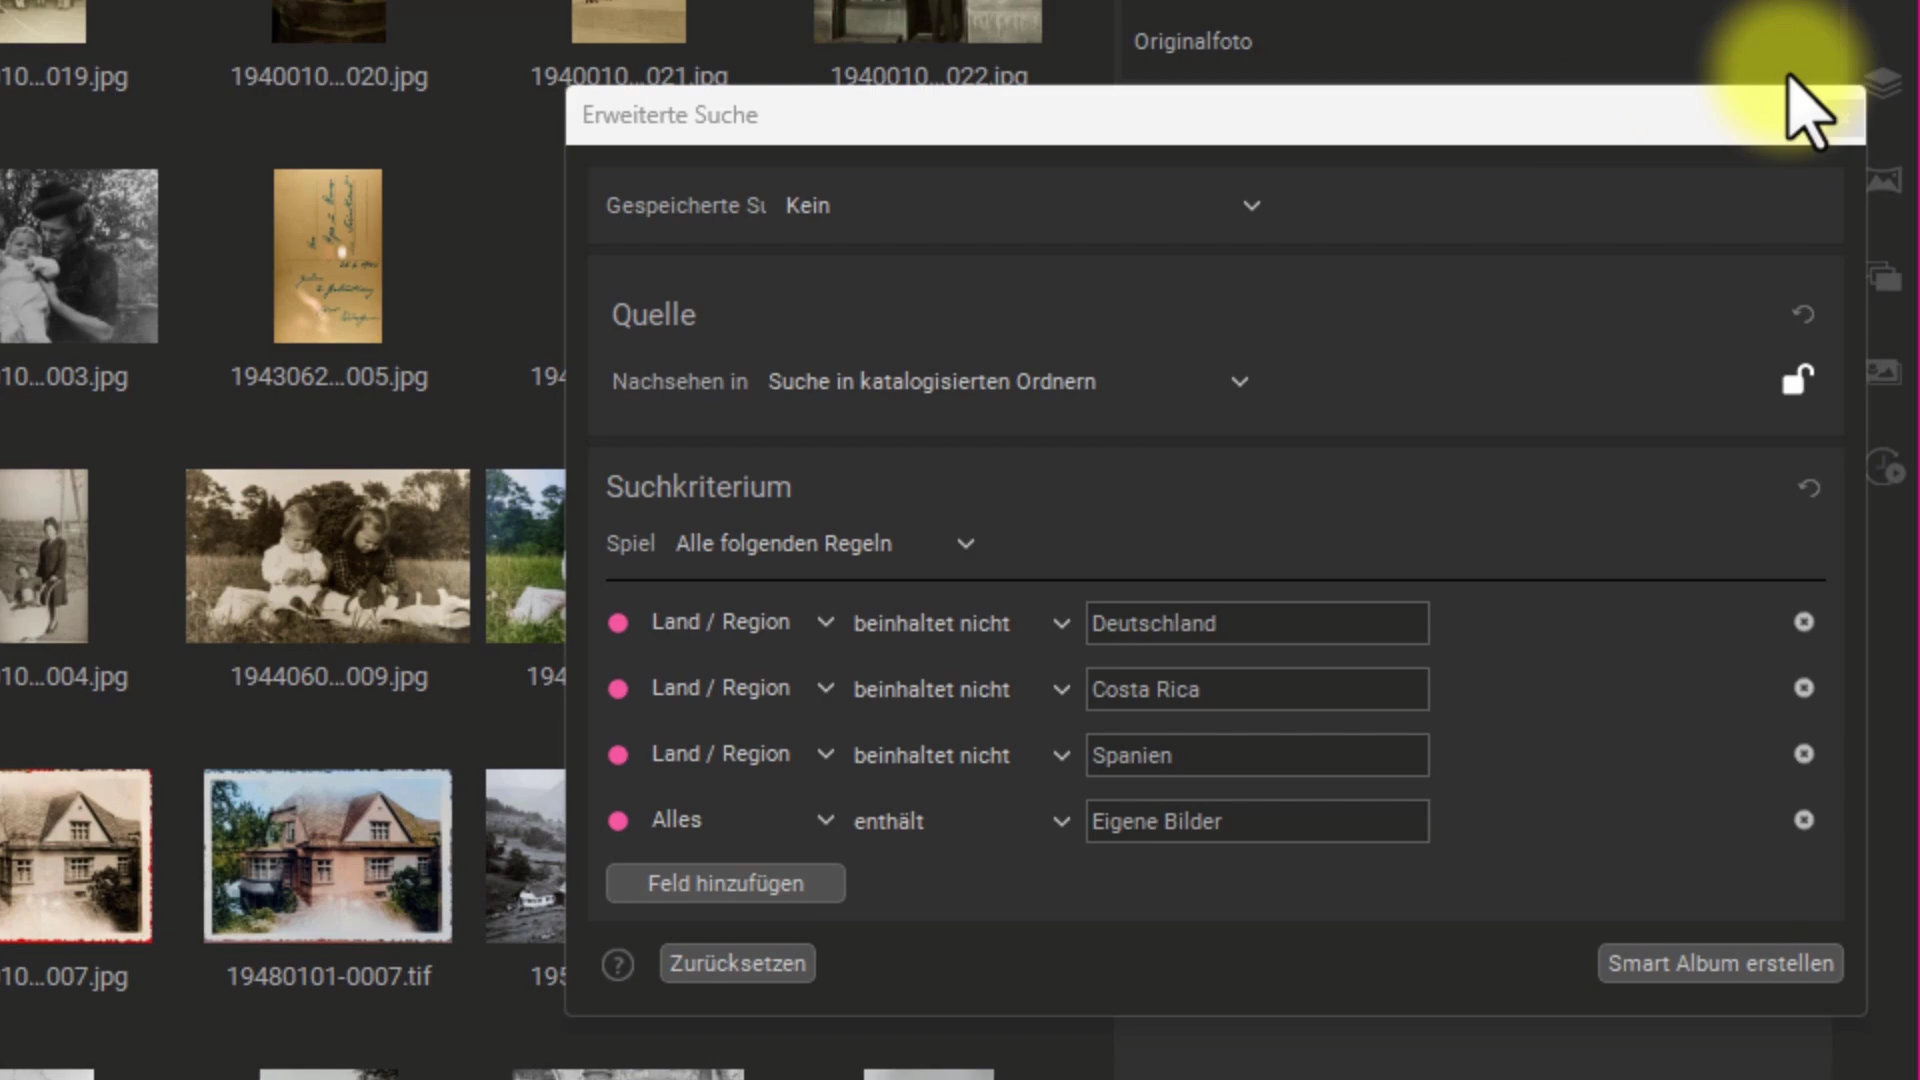 Originalfoto
10...019.jpg
1940010...020.jpg
1940010...021.jpg
1940010...022.jpg
Erweiterte Suche
Gespeicherte Su
Kein
Quelle
Nachsehen in
Suche in katalogisierten Ordnern
10...003.jpg
1943062...005.jpg
194
Suchkriterium
Spiel
Alle folgenden Regeln
Land / Region
beinhaltet nicht
Deutschland
10...004.jpg
1944060...009.jpg
194
Land / Region
beinhaltet nicht
Costa Rica
Land / Region
beinhaltet nicht
Spanien
Alles
enthält
Eigene Bilder
Feld hinzufügen
10...007.jpg
19480101-0007.tif
195
?
Zurücksetzen
Smart Album erstellen